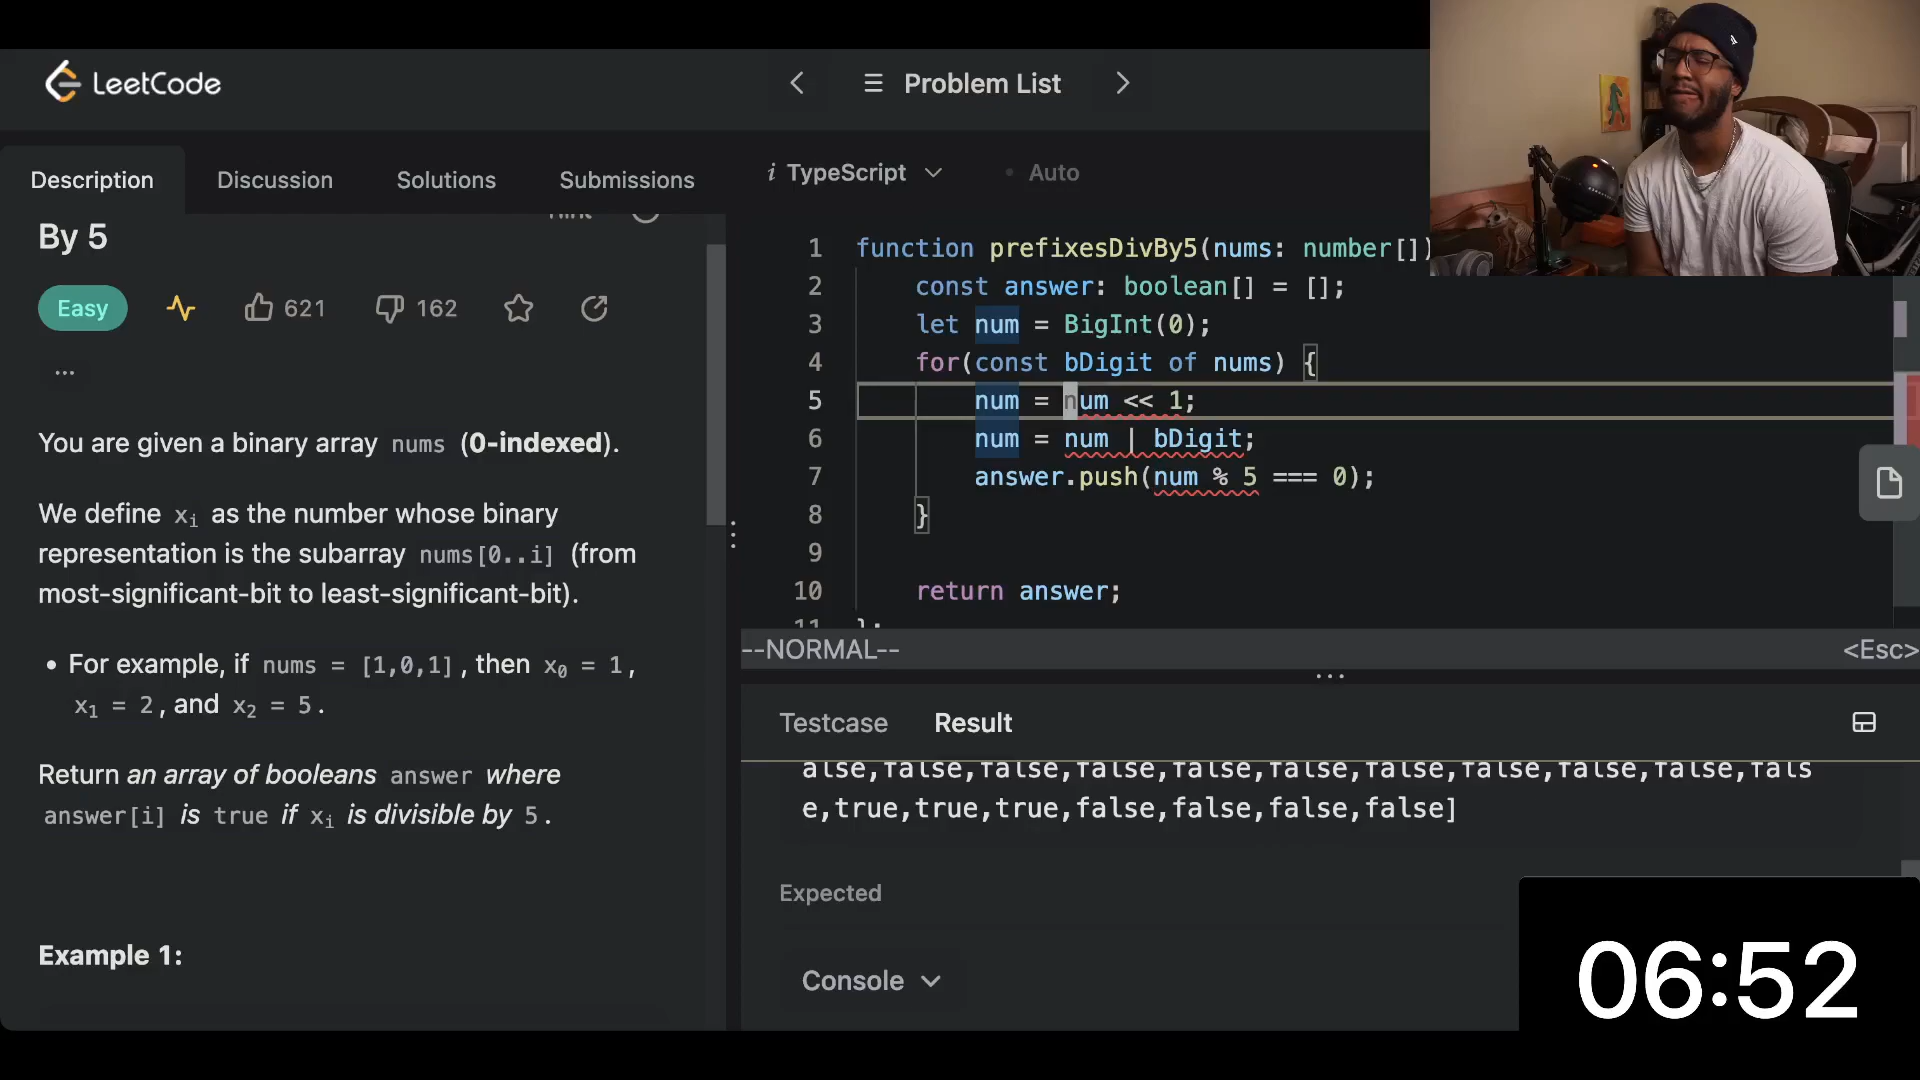 LeetCode
Problem List
Description
Discussion
Solutions
Submissions
i TypeScript
• Auto
By 5
Easy
621
162
...
You are given a binary array nums (0-indexed).
We define xi as the number whose binary
representation is the subarray nums[0..i] (from
most-significant-bit to least-significant-bit).
• For example, if nums = [1,0,1], then x0 = 1,
x1 = 2, and x2 = 5.
Return an array of booleans answer where
answer[i] is true if xi is divisible by 5.
Example 1:
1 function prefixesDivBy5(nums: number[])
2 const answer: boolean[] = [];
3 let num = BigInt(0);
4 for(const bDigit of nums) {
5 num = num << 1;
6 num = num | bDigit;
7 answer.push(num % 5 === 0);
8 }
9
10 return answer;
11 };
--NORMAL--
<Esc>
Testcase
Result
alse,false,false,false,false,false,false,false,false,false,fals
e,true,true,true,false,false,false,false]
Expected
Console
06:52